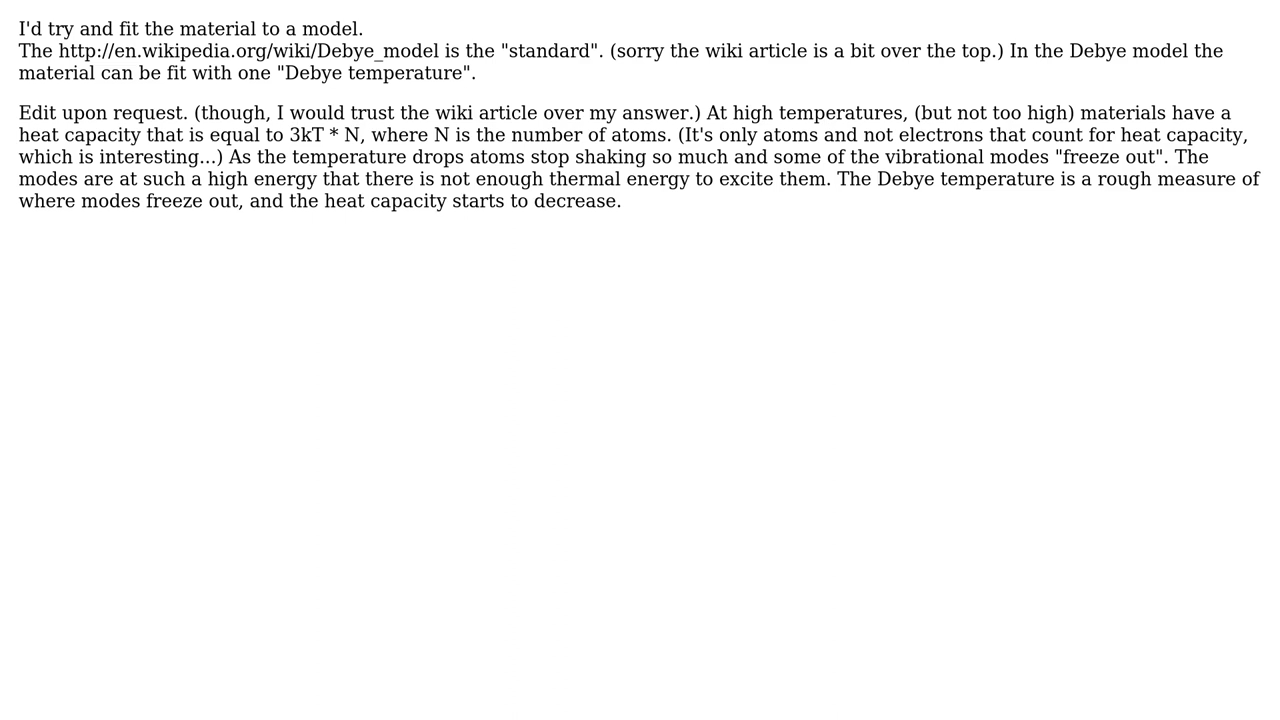 I'd try and fit the material to a model.
The http://en.wikipedia.org/wiki/Debye_model is the "standard". (sorry the wiki article is a bit over the top.) In the Debye model the
material can be fit with one "Debye temperature".
Edit upon request. (though, I would trust the wiki article over my answer.) At high temperatures, (but not too high) materials have a
heat capacity that is equal to 3kT * N, where N is the number of atoms. (It's only atoms and not electrons that count for heat capacity,
which is interesting...) As the temperature drops atoms stop shaking so much and some of the vibrational modes "freeze out". The
modes are at such a high energy that there is not enough thermal energy to excite them. The Debye temperature is a rough measure of
where modes freeze out, and the heat capacity starts to decrease.